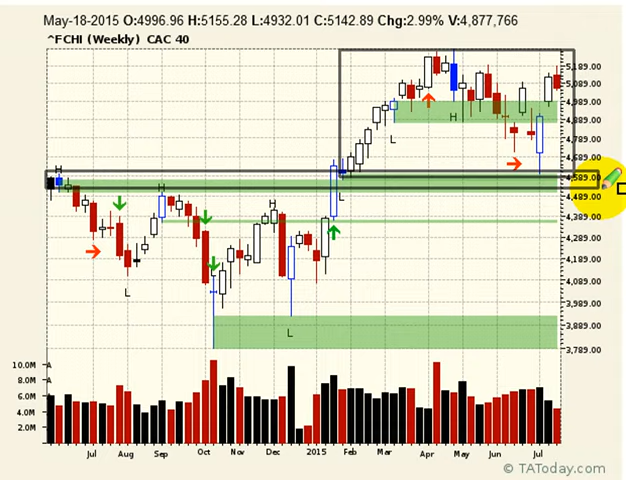 May-18-2015 O:4996.96 H:5155.28 L:4932.01 C:5142.89 Chg:2.99% V:4,877,766
^FCHI (Weekly) CAC 40
5,189.00
5,089.00
4,989.00
4,889.00
4,789.00
4,689.00
4,589.00
4,489.00
4,389.00
4,289.00
4,189.00
4,089.00
3,989.00
3,889.00
3,789.00
H
H
H
H
L
L
L
L
10.0M
8.0M
6.0M
4.0M
2.0M
A
A
Jul Aug Sep Oct Nov Dec 2015 Feb Mar Apr May Jun Jul
© TAToday.com